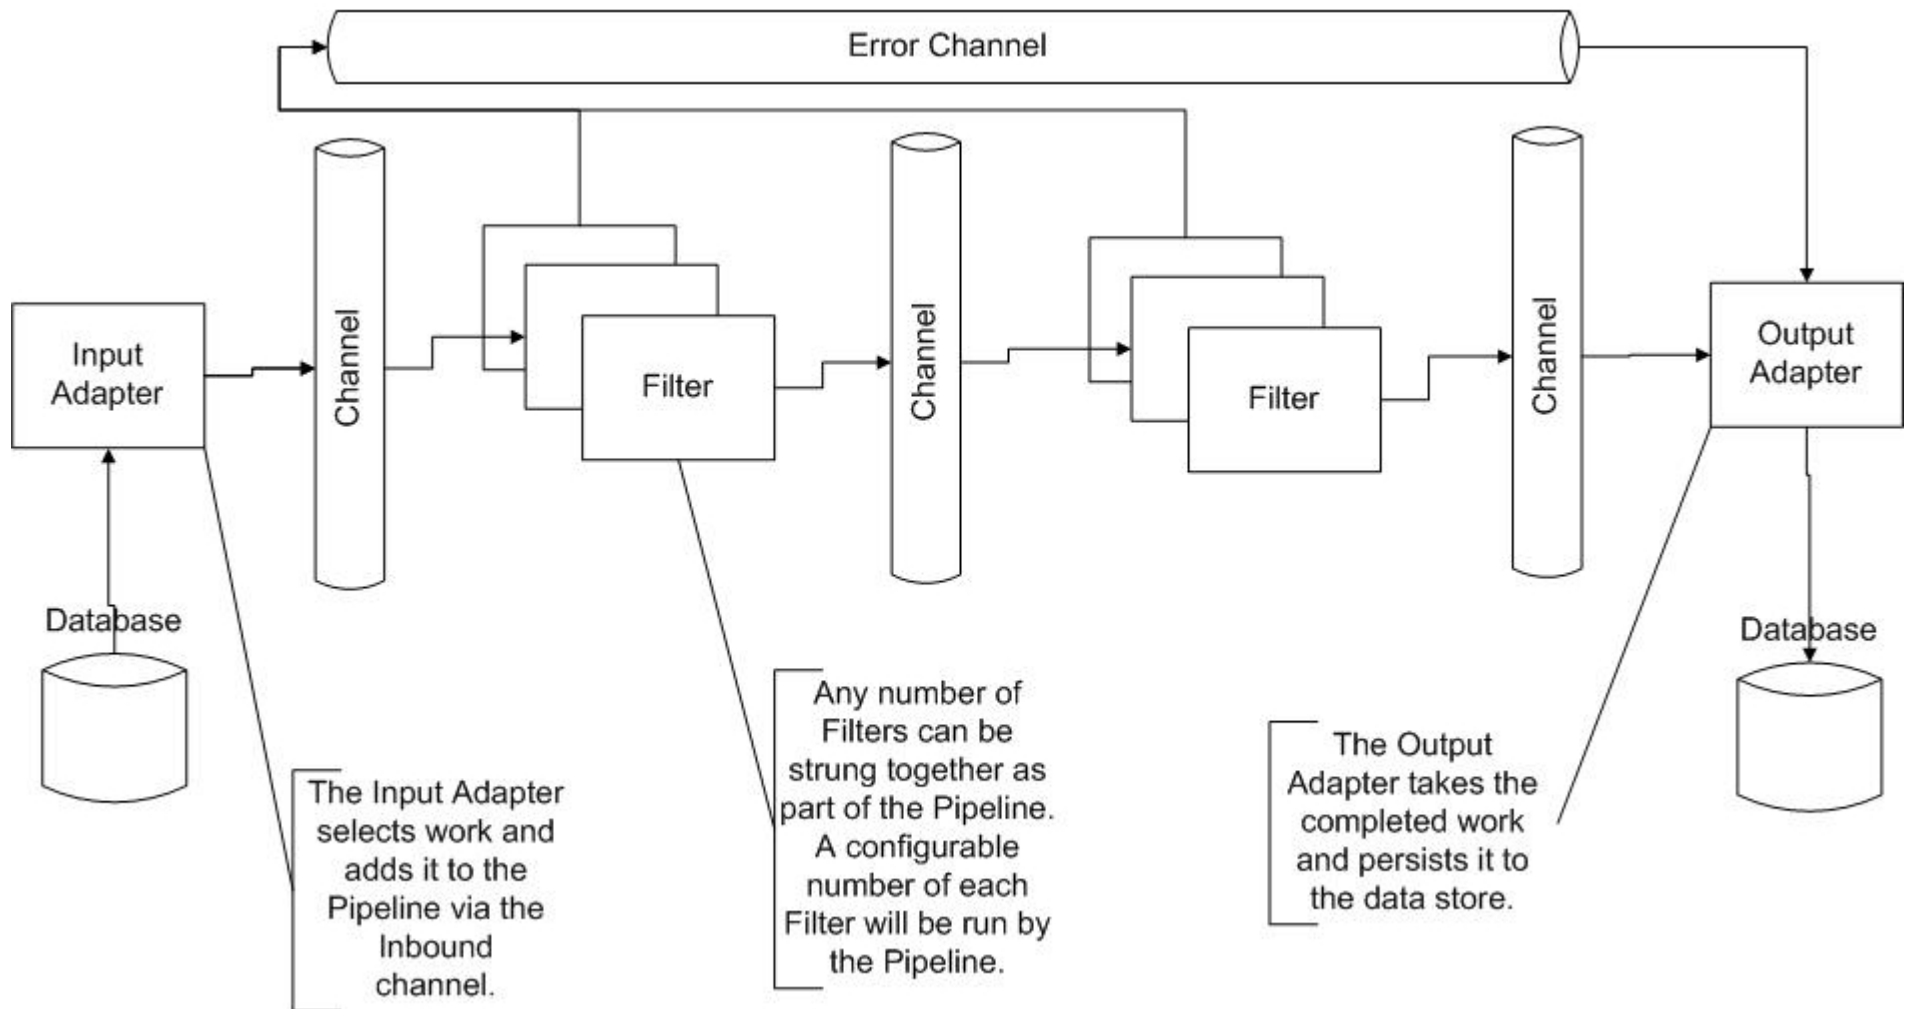 Error Channel
Input
Adapter
Channel
Filter
Channel
Filter
Channel
Output
Adapter
Database
Database
The Input Adapter
selects work and
adds it to the
Pipeline via the
Inbound
channel.
Any number of
Filters can be
strung together as
part of the Pipeline.
A configurable
number of each
Filter will be run by
the Pipeline.
The Output
Adapter takes the
completed work
and persists it to
the data store.